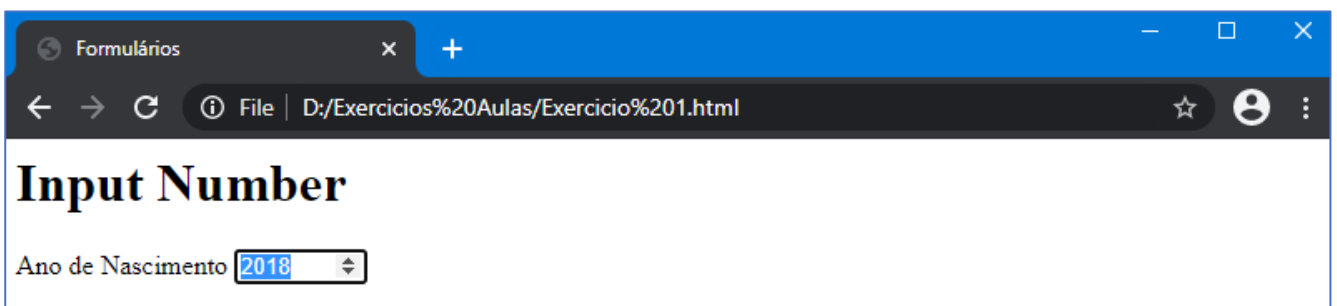 Formulários
File D:/Exercicios%20Aulas/Exercicio%201.html
Input Number
Ano de Nascimento 2018